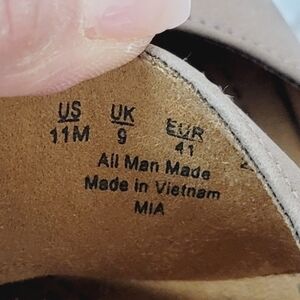 US UK EUR
11M 9 41
All Man Made
Made in Vietnam
MIA